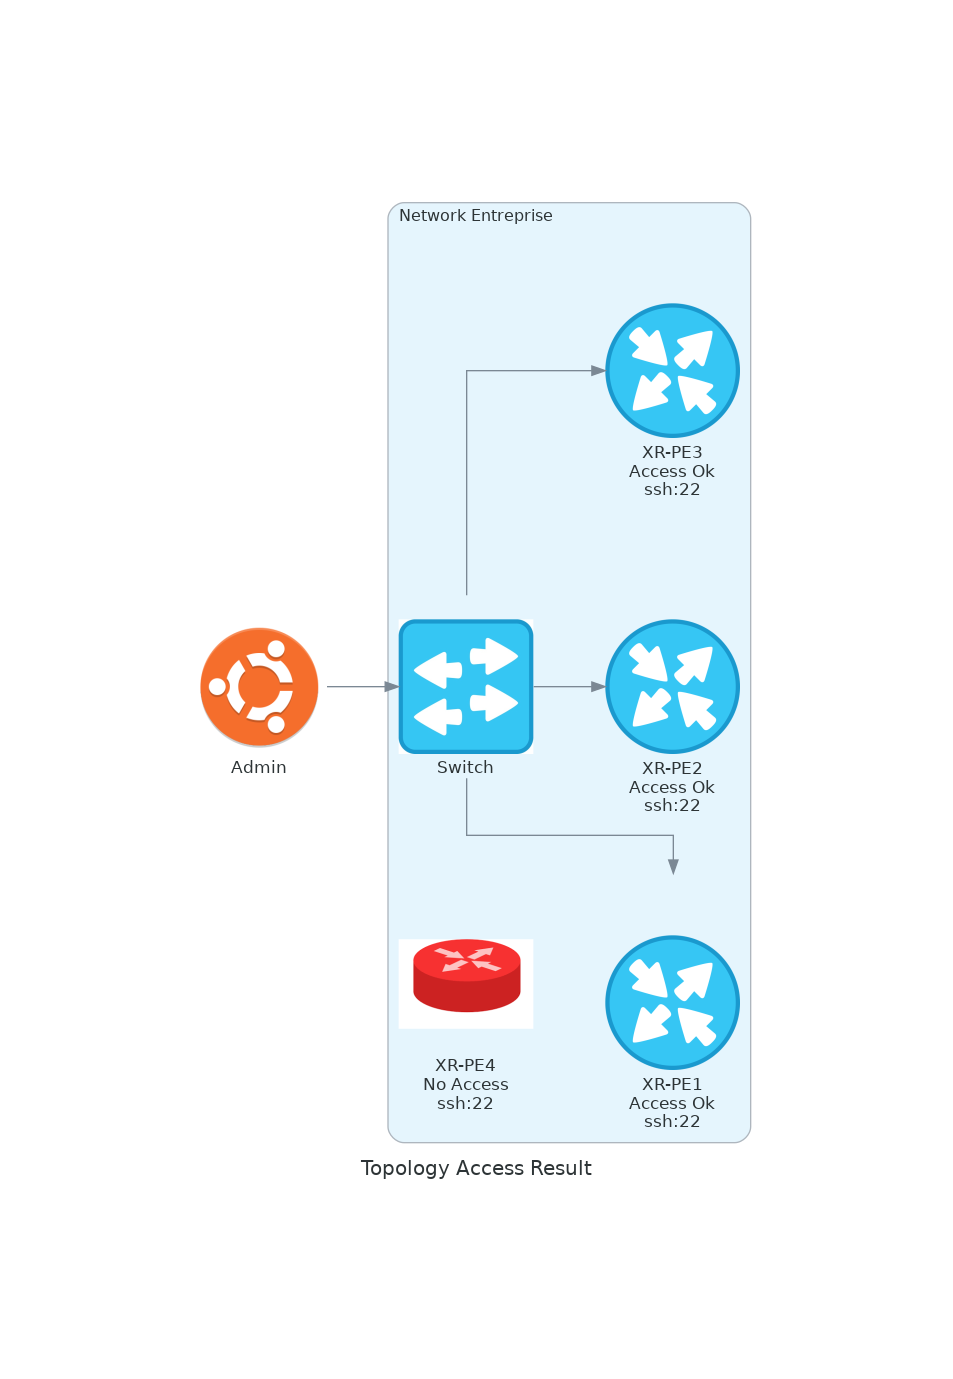 Network Entreprise
XR-PE3
Access Ok
ssh:22
Admin
Switch
XR-PE2
Access Ok
ssh:22
XR-PE4
No Access
ssh:22
XR-PE1
Access Ok
ssh:22
Topology Access Result